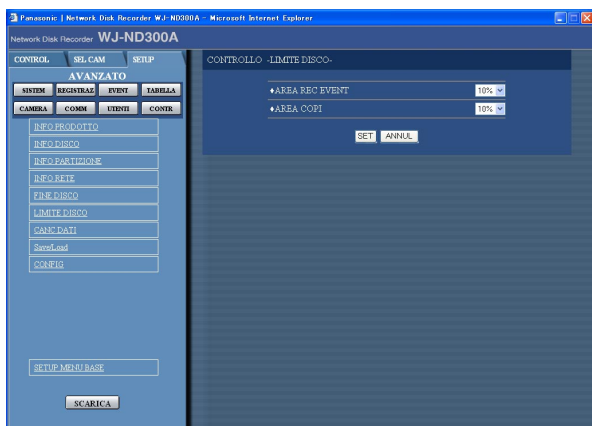 Panasonic | Network Disk Recorder WJ-ND300A - Microsoft Internet Explorer
Network Disk Recorder WJ-ND300A
CONTROL SEL CAM SETUP
AVANZATO
SISTEM REGISTRAZ EVENT TABELLA
CAMERA COMM UTENTI CONTR
INFO PRODOTTO
INFO DISCO
INFO PARTIZIONE
INFO RETE
FINE DISCO
LIMITE DISCO
CANC DATI
Save/Load
CONFIG
SETUP MENU BASE
SCARICA
CONTROLLO -LIMITE DISCO-
♦AREA REC EVENT 10%
♦AREA COPI 10%
SET ANNUL